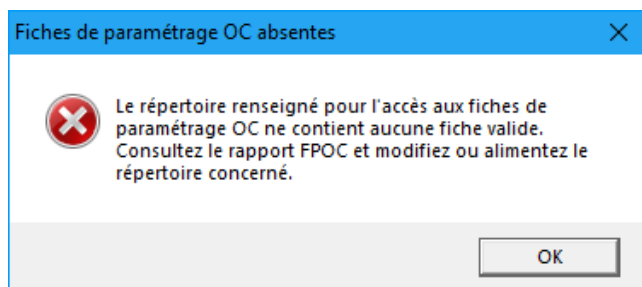 Fiches de paramétrage OC absentes
Le répertoire renseigné pour l'accès aux fiches de
paramétrage OC ne contient aucune fiche valide.
Consultez le rapport FPOC et modifiez ou alimentez le
répertoire concerné.
OK